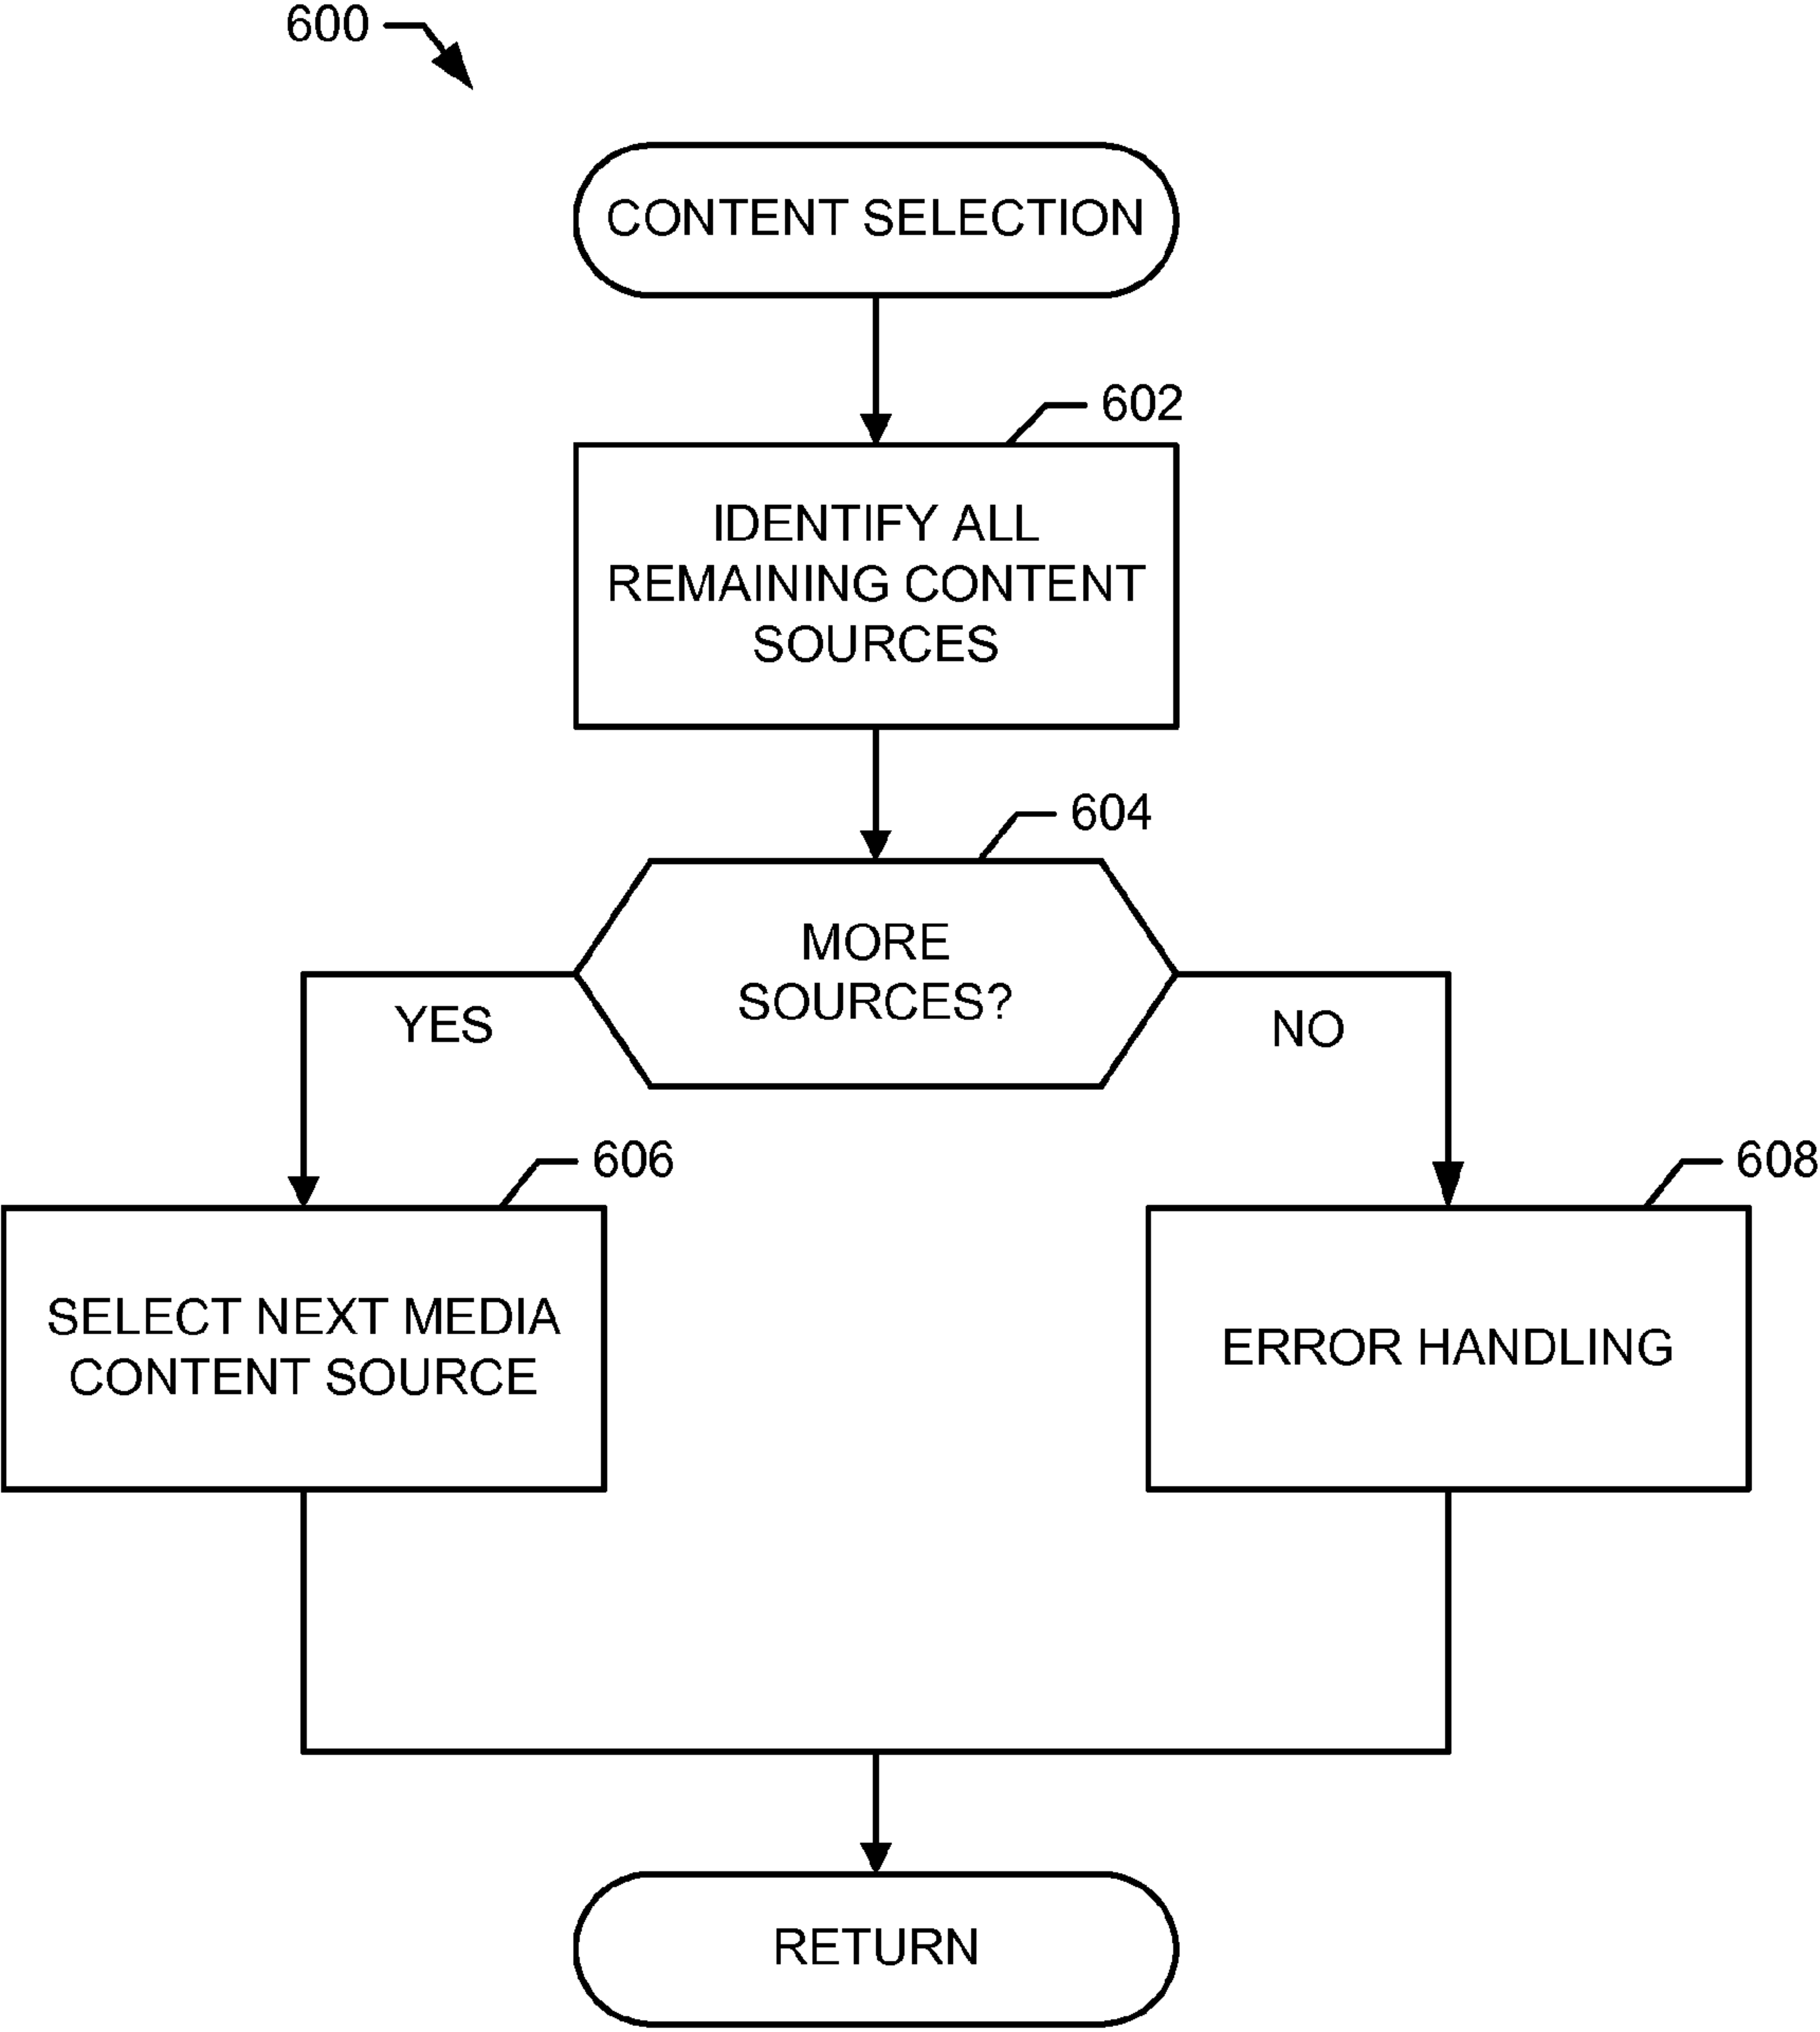 600
CONTENT SELECTION
602
IDENTIFY ALL
REMAINING CONTENT
SOURCES
604
MORE
SOURCES?
YES
NO
606
608
SELECT NEXT MEDIA
CONTENT SOURCE
ERROR HANDLING
RETURN